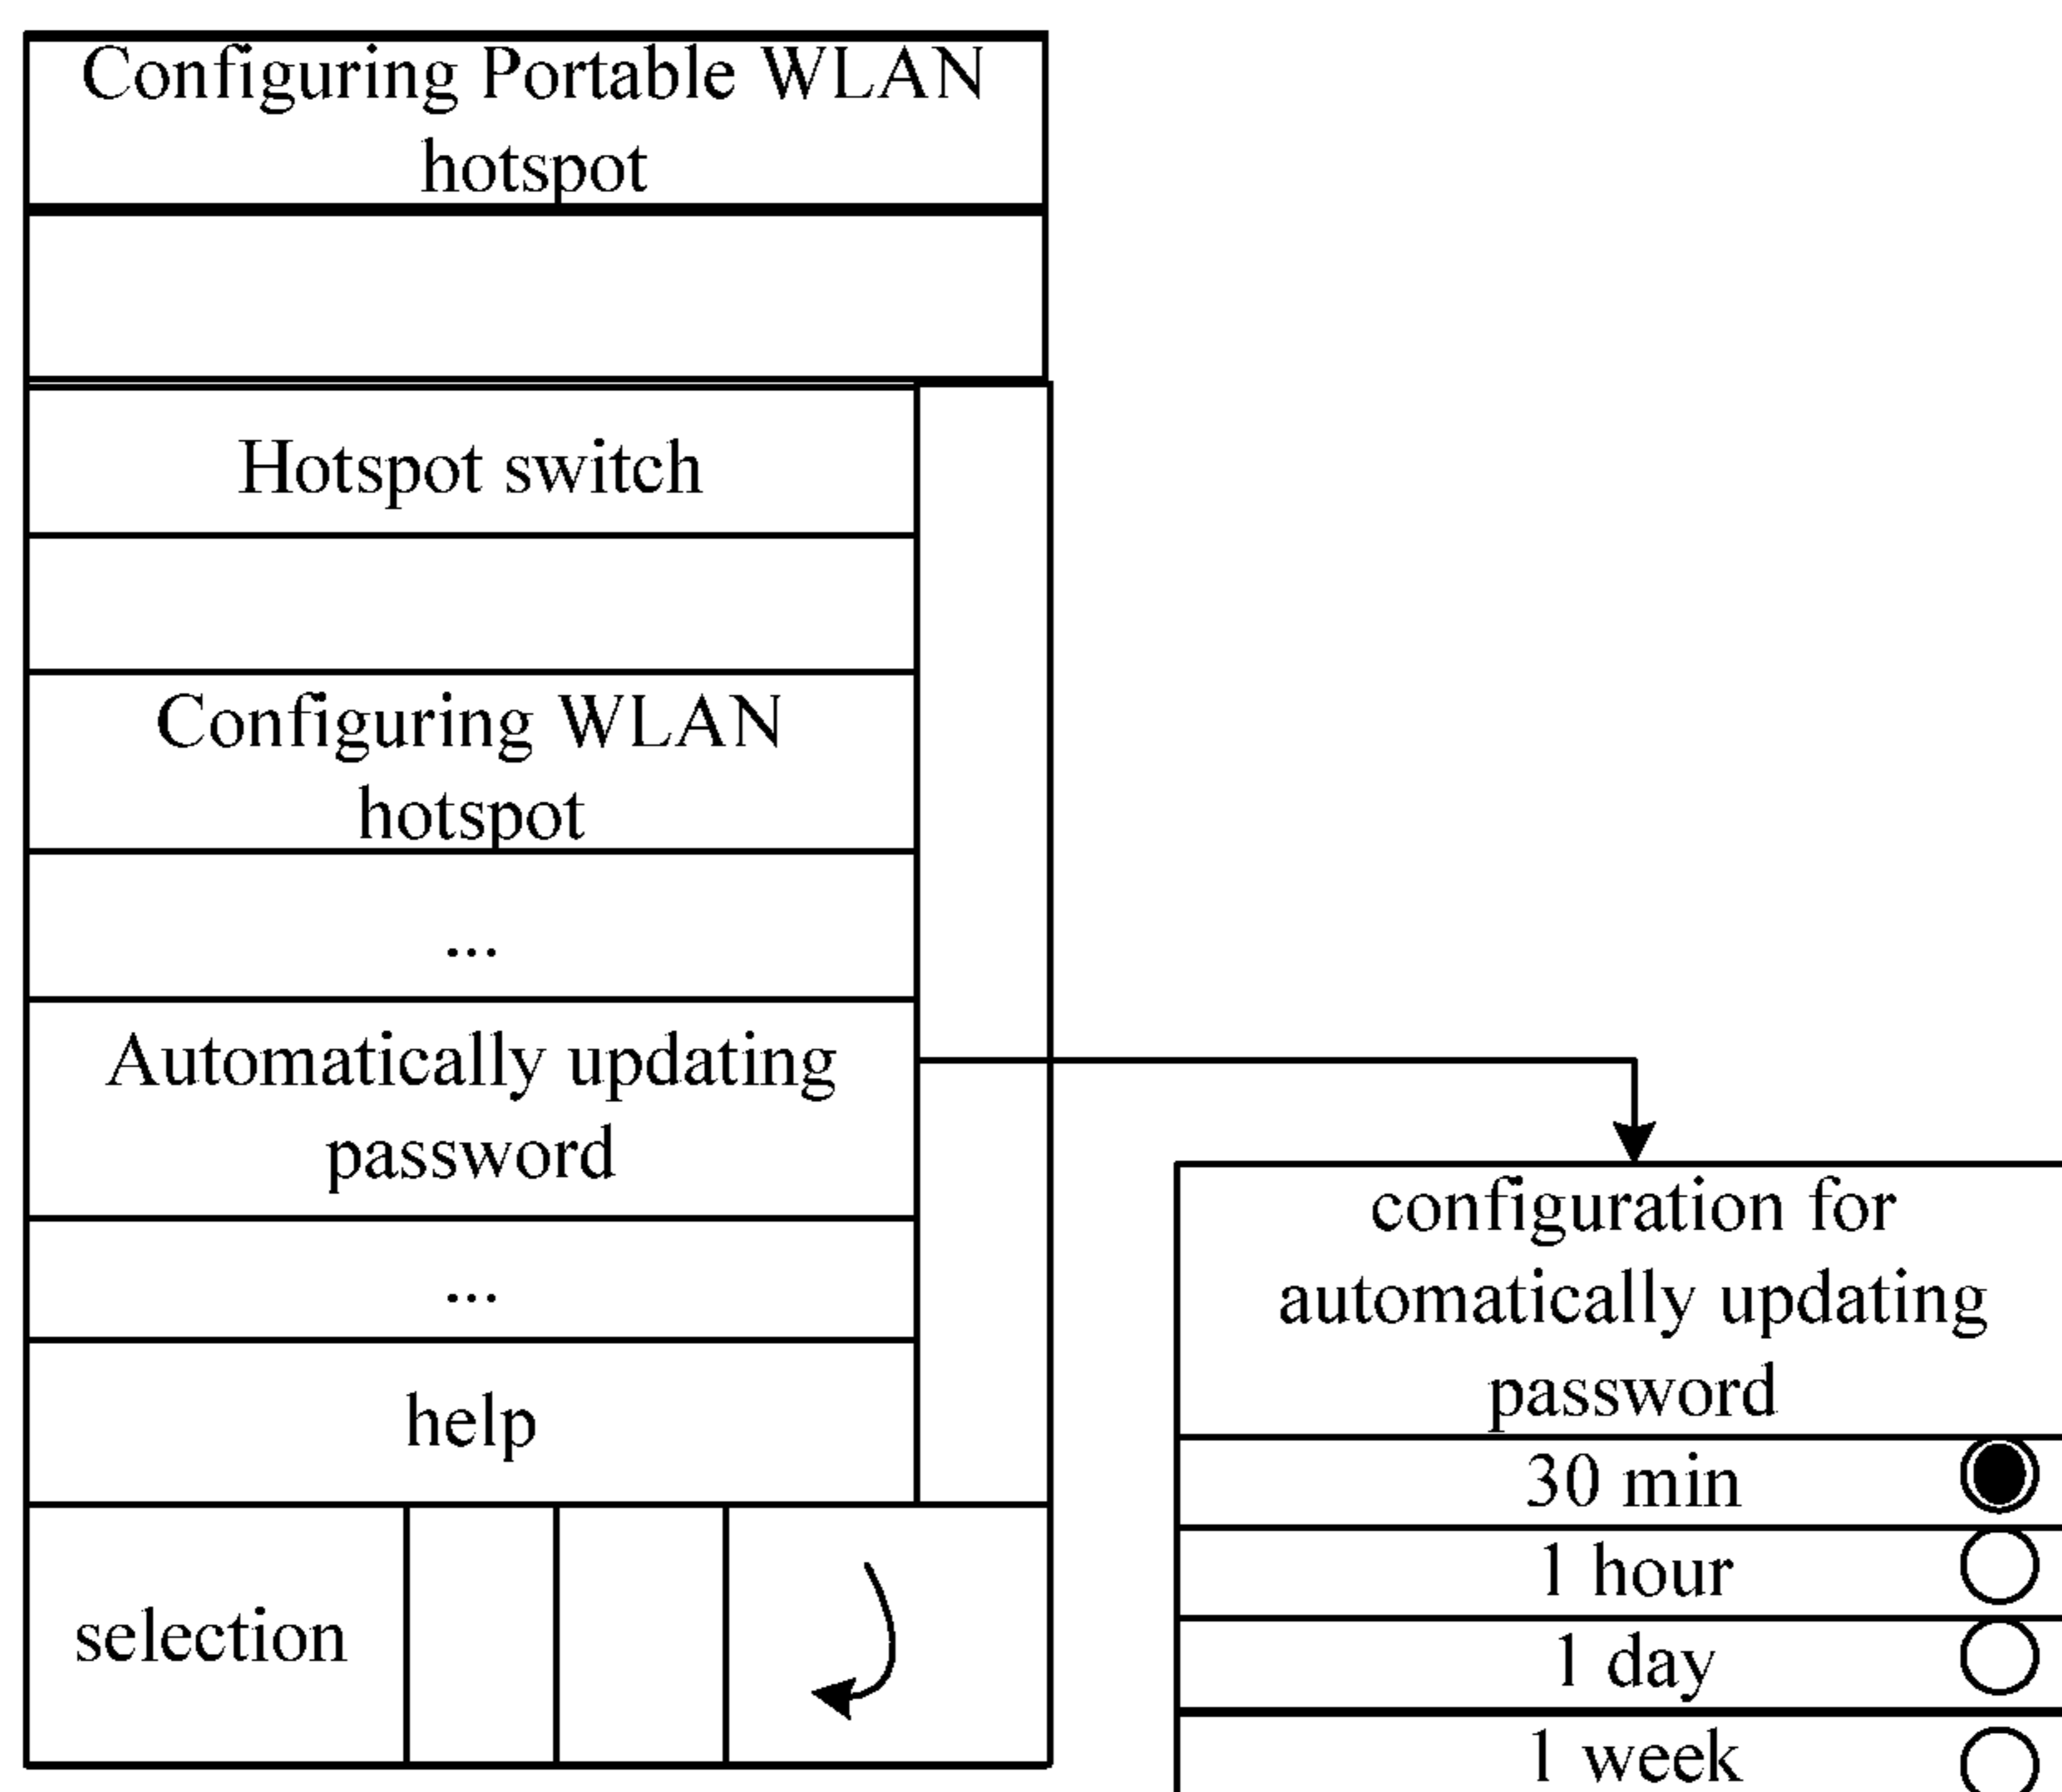 Configuring Portable WLAN
hotspot
Hotspot switch
Configuring WLAN
hotspot
...
Automatically updating
password
...
help
selection
configuration for
automatically updating
password
30 min
1 hour
1 day
1 week